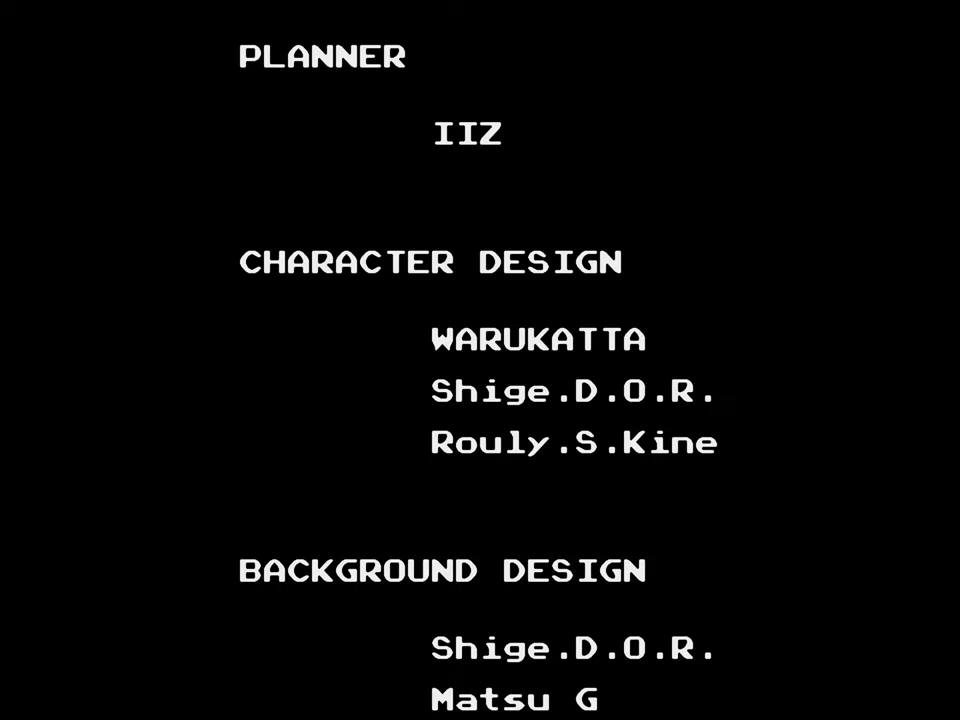 PLANNER
IIZ
CHARACTER DESIGN
WARUKATTA
Shige.D.O.R.
Rouly.S.Kine
BACKGROUND DESIGN
Shige.D.O.R.
Matsu G